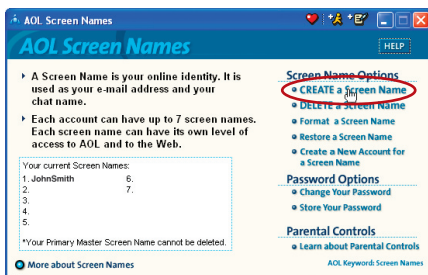 AOL Screen Names
AOL Screen Names
HELP
A Screen Name is your online identity. It is
used as your e-mail address and your
chat name.
Each account can have up to 7 screen names.
Each screen name can have its own level of
access to AOL and to the Web.
Your current Screen Names:
1. JohnSmith 6.
2. 7.
3.
4.
5.
*Your Primary Master Screen Name cannot be deleted.
More about Screen Names
Screen Name Options
CREATE a Screen Name
DELETE a Screen Name
Format a Screen Name
Restore a Screen Name
Create a New Account for
a Screen Name
Password Options
Change Your Password
Store Your Password
Parental Controls
Learn about Parental Controls
AOL Keyword: Screen Names